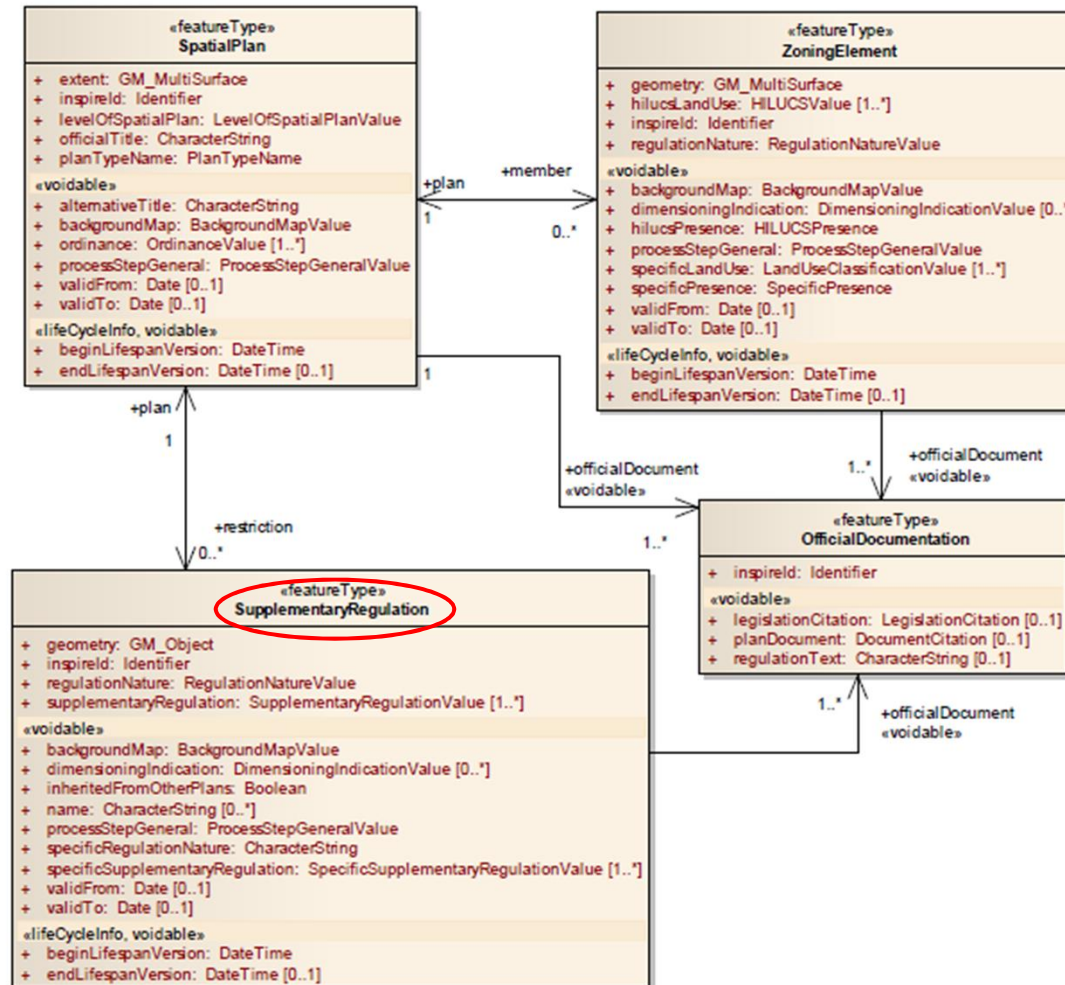 «featureType»
SpatialPlan
+ extent: GM_MultiSurface
+ inspireId: Identifier
+ levelOfSpatialPlan: LevelOfSpatialPlanValue
+ officialTitle: CharacterString
+ planTypeName: PlanTypeName
«voidable»
+ alternativeTitle: CharacterString
+ backgroundMap: BackgroundMapValue
+ ordinance: OrdinanceValue [1..*]
+ processStepGeneral: ProcessStepGeneralValue
+ validFrom: Date [0..1]
+ validTo: Date [0..1]
«lifeCycleInfo, voidable»
+ beginLifespanVersion: DateTime
+ endLifespanVersion: DateTime [0..1]
+plan
1
+member
0..*
«featureType»
ZoningElement
+ geometry: GM_MultiSurface
+ hilucsLandUse: HILUCSValue [1..*]
+ inspireId: Identifier
+ regulationNature: RegulationNatureValue
«voidable»
+ backgroundMap: BackgroundMapValue
+ dimensioningIndication: DimensioningIndicationValue [0..*
+ hilucsPresence: HILUCSPresence
+ processStepGeneral: ProcessStepGeneralValue
+ specificLandUse: LandUseClassificationValue [1..*]
+ specificPresence: SpecificPresence
+ validFrom: Date [0..1]
+ validTo: Date [0..1]
«lifeCycleInfo, voidable»
+ beginLifespanVersion: DateTime
+ endLifespanVersion: DateTime [0..1]
1
+plan
1
+restriction
0..*
+officialDocument
«voidable»
1..*
+officialDocument
«voidable»
1..*
«featureType»
OfficialDocumentation
+ inspireId: Identifier
«voidable»
+ legislationCitation: LegislationCitation [0..1]
+ planDocument: DocumentCitation [0..1]
+ regulationText: CharacterString [0..1]
1..*
+officialDocument
«voidable»
«featureType»
SupplementaryRegulation
+ geometry: GM_Object
+ inspireId: Identifier
+ regulationNature: RegulationNatureValue
+ supplementaryRegulation: SupplementaryRegulationValue [1..*]
«voidable»
+ backgroundMap: BackgroundMapValue
+ dimensioningIndication: DimensioningIndicationValue [0..*]
+ inheritedFromOtherPlans: Boolean
+ name: CharacterString [0..*]
+ processStepGeneral: ProcessStepGeneralValue
+ specificRegulationNature: CharacterString
+ specificSupplementaryRegulation: SpecificSupplementaryRegulationValue [1..*]
+ validFrom: Date [0..1]
+ validTo: Date [0..1]
«lifeCycleInfo, voidable»
+ beginLifespanVersion: DateTime
+ endLifespanVersion: DateTime [0..1]